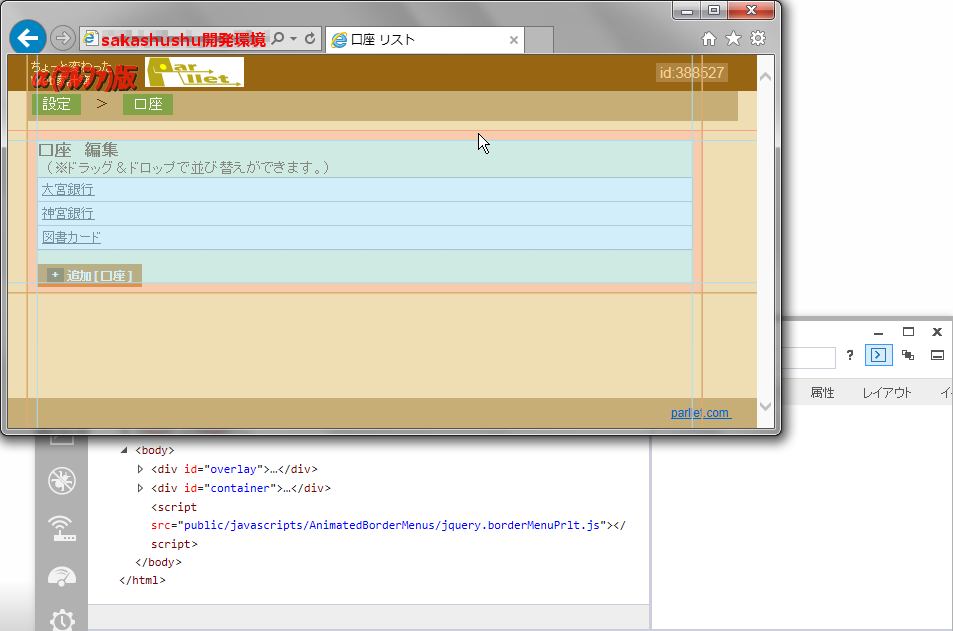 sakashushu開発環境
口座 リスト
ちょーと変わった
α(アルファ)版
Par
llet.
id:388527
設定 > 口座
口座 編集
(※ドラッグ＆ドロップで並び替えができます。)
大宮銀行
神宮銀行
図書カード
+ 追加[口座]
parllet.com
?
属性 レイアウト
<body>
<div id="overlay">…</div>
<div id="container">…</div>
<script
src="public/javascripts/AnimatedBorderMenus/jquery.borderMenuPrlt.js"></
script>
</body>
</html>